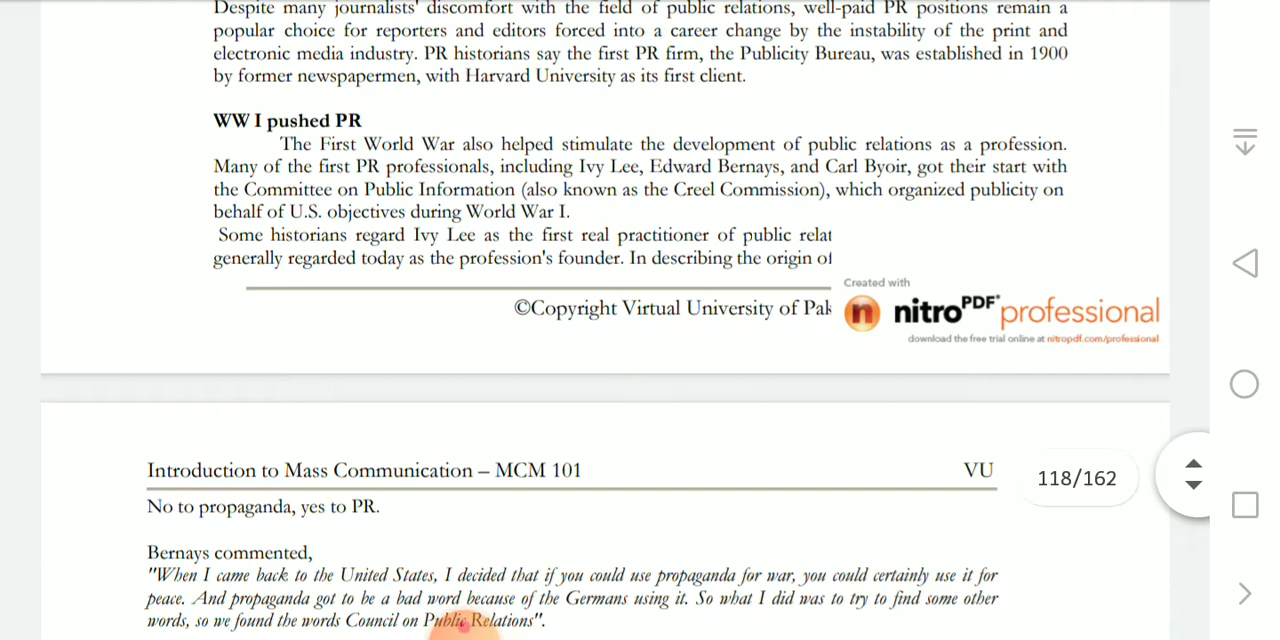 Despite many journalists' discomfort with the field of public relations, well-paid PR positions remain a
popular choice for reporters and editors forced into a career change by the instability of the print and
electronic media industry. PR historians say the first PR firm, the Publicity Bureau, was established in 1900
by former newspapermen, with Harvard University as its first client.
WW I pushed PR
The First World War also helped stimulate the development of public relations as a profession.
Many of the first PR professionals, including Ivy Lee, Edward Bernays, and Carl Byoir, got their start with
the Committee on Public Information (also known as the Creel Commission), which organized publicity on
behalf of U.S. objectives during World War I.
Some historians regard Ivy Lee as the first real practitioner of public
generally regarded today as the profession's founder. In describing the origin
©Copyright Virtual University of
Created with
nitroPDF professional
download the free trial online at nitropdf.com/professional
Introduction to Mass Communication – MCM 101
VU
118/162
No to propaganda, yes to PR.
Bernays commented,
"When I came back to the United States, I decided that if you could use propaganda for war, you could certainly use it for
peace. And propaganda got to be a bad word because of the Germans using it. So what I did was to try to find some other
words, so we found the words Council on Public Relations".